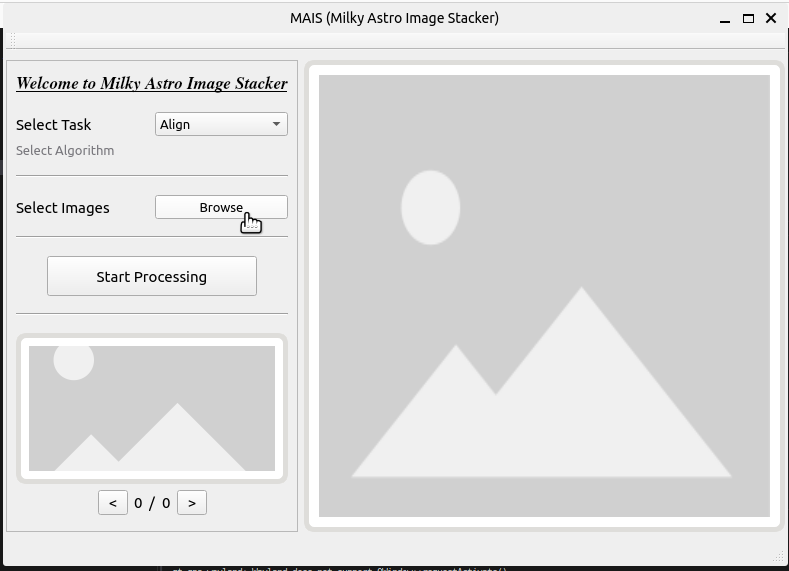 MAIS (Milky Astro Image Stacker)
Welcome to Milky Astro Image Stacker
Select Task Align
Select Algorithm
Select Images Browse
Start Processing
< 0 / 0 >